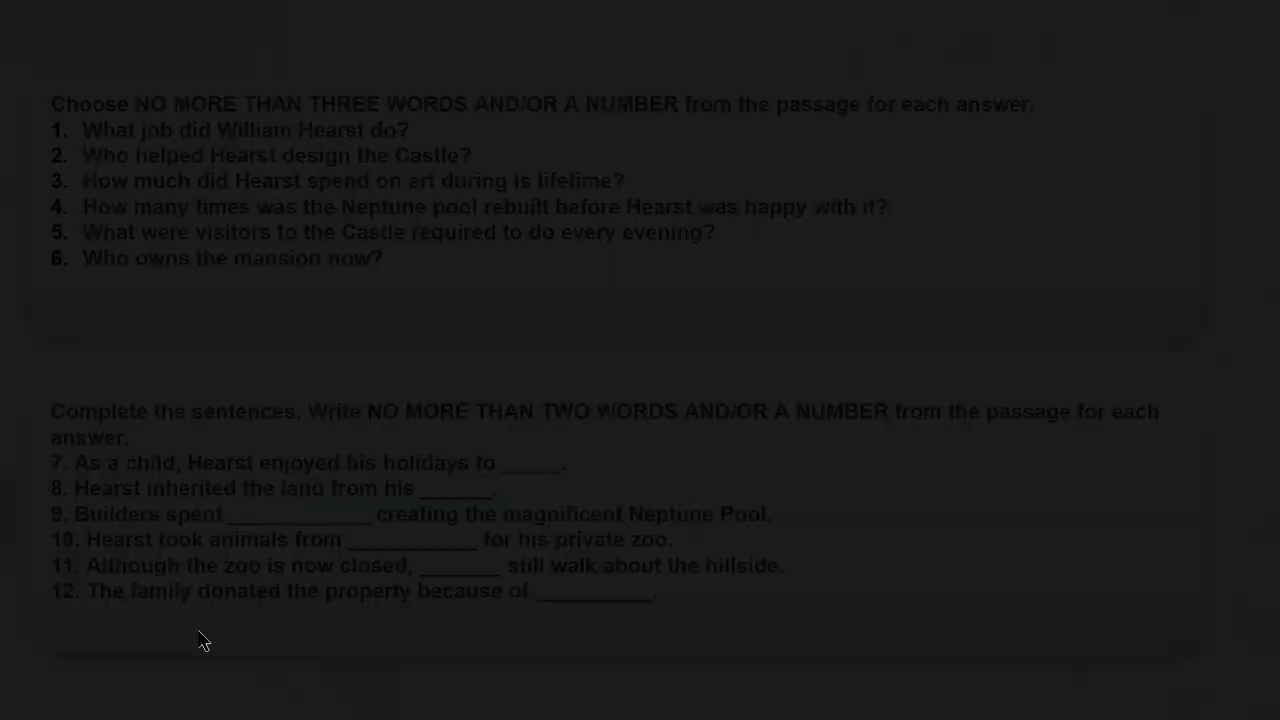 Choose NO MORE THAN THREE WORDS AND/OR A NUMBER from the passage for each answer.
1. What job did William Hearst do?
2. Who helped Hearst design the Castle?
3. How much did Hearst spend on art during is lifetime?
4. How many times was the Neptune pool rebuilt before Hearst was happy with it?
5. What were visitors to the Castle required to do every evening?
6. Who owns the mansion now?
Complete the sentences. Write NO MORE THAN TWO WORDS AND/OR A NUMBER from the passage for each
answer.
7. As a child, Hearst enjoyed his holidays to _____.
8. Hearst inherited the land from his ______.
9. Builders spent ____________ creating the magnificent Neptune Pool.
10. Hearst took animals from ___________ for his private zoo.
11. Although the zoo is now closed, _______ still walk about the hillside.
12. The family donated the property because of __________.